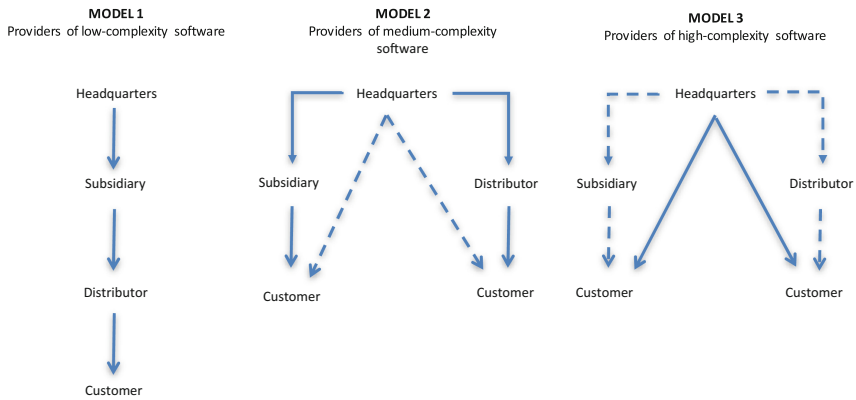 MODEL 1
Providers of low-complexity software
Headquarters
Subsidiary
Distributor
Customer
MODEL 2
Providers of medium-complexity
software
Headquarters
Subsidiary
Distributor
Customer
Customer
MODEL 3
Providers of high-complexity software
Headquarters
Subsidiary
Distributor
Customer
Customer